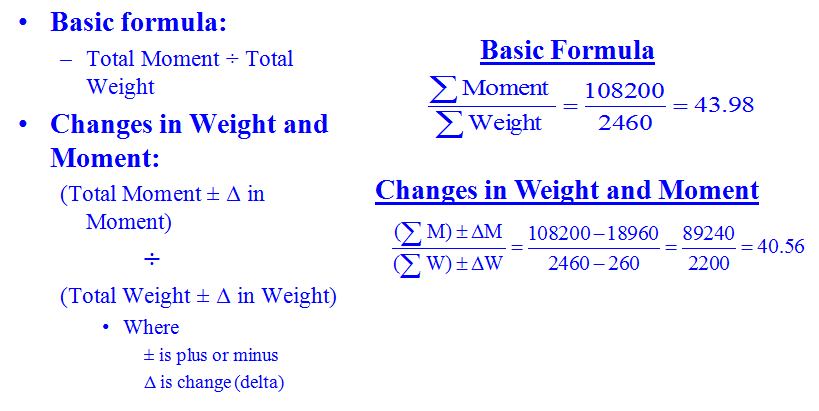 • Basic formula:
– Total Moment ÷ Total
Weight
• Changes in Weight and
Moment:
(Total Moment ± Δ in
Moment)
÷
(Total Weight ± Δ in Weight)
• Where
± is plus or minus
Δ is change (delta)
Basic Formula
∑ Moment / ∑ Weight = 108200 / 2460 = 43.98
Changes in Weight and Moment
(∑ M) ± ΔM / (∑ W) ± ΔW = 108200 – 18960 / 2460 – 260 = 89240 / 2200 = 40.56